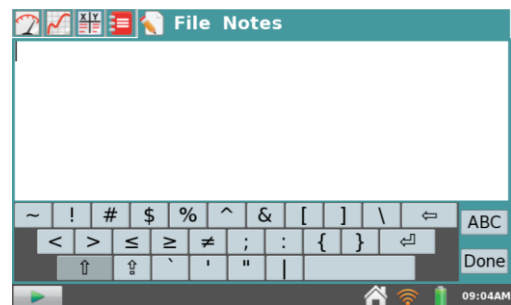 X Y File Notes
~ ! # $ % ^ & [ ] \ ⇦ ABC
< > ≤ ≥ ≠ ; : { } ⏎
⇧ ⇪ ` ' " | Done
09:04AM